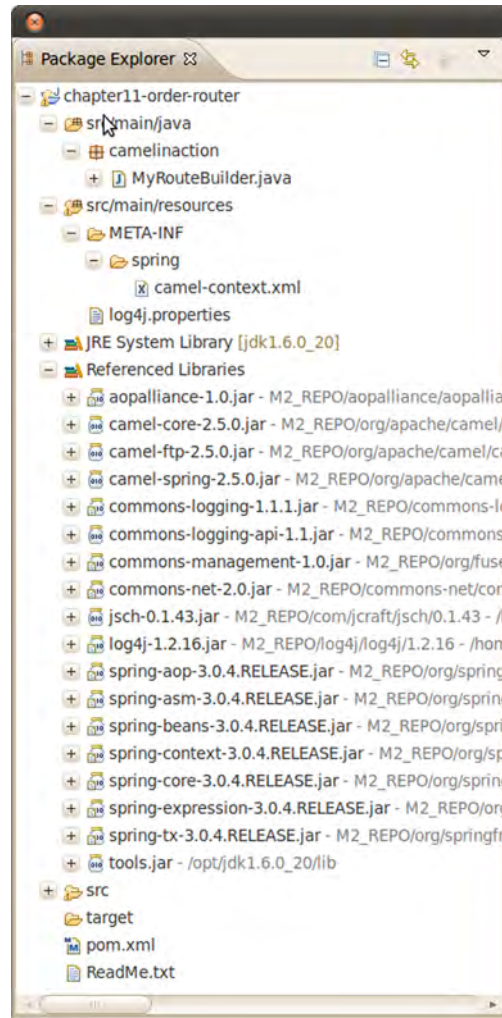 Package Explorer
chapter11-order-router
src/main/java
camelinaction
MyRouteBuilder.java
src/main/resources
META-INF
spring
camel-context.xml
log4j.properties
JRE System Library [jdk1.6.0_20]
Referenced Libraries
aopalliance-1.0.jar - M2_REPO/aopalliance/aopallia
camel-core-2.5.0.jar - M2_REPO/org/apache/camel/
camel-ftp-2.5.0.jar - M2_REPO/org/apache/camel/ca
camel-spring-2.5.0.jar - M2_REPO/org/apache/came
commons-logging-1.1.1.jar - M2_REPO/commons-lo
commons-logging-api-1.1.jar - M2_REPO/commons
commons-management-1.0.jar - M2_REPO/org/fuse
commons-net-2.0.jar - M2_REPO/commons-net/con
jsch-0.1.43.jar - M2_REPO/com/jcraft/jsch/0.1.43 - /
log4j-1.2.16.jar - M2_REPO/log4j/log4j/1.2.16 - /hom
spring-aop-3.0.4.RELEASE.jar - M2_REPO/org/spring
spring-asm-3.0.4.RELEASE.jar - M2_REPO/org/spring
spring-beans-3.0.4.RELEASE.jar - M2_REPO/org/spri
spring-context-3.0.4.RELEASE.jar - M2_REPO/org/sp
spring-core-3.0.4.RELEASE.jar - M2_REPO/org/spring
spring-expression-3.0.4.RELEASE.jar - M2_REPO/org
spring-tx-3.0.4.RELEASE.jar - M2_REPO/org/springfr
tools.jar - /opt/jdk1.6.0_20/lib
src
target
pom.xml
ReadMe.txt